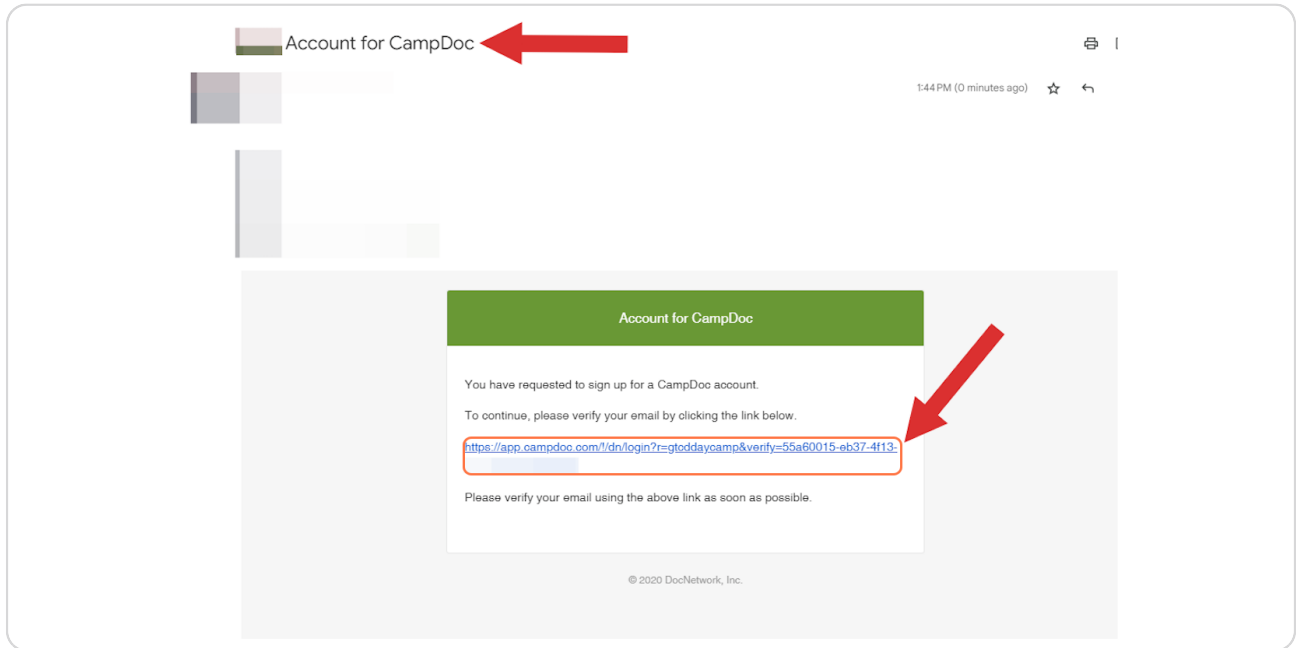 Account for CampDoc
1:44 PM (0 minutes ago)
Account for CampDoc
You have requested to sign up for a CampDoc account.
To continue, please verify your email by clicking the link below.
https://app.campdoc.com/!/dn/login?r=gtoddaycamp&verify=55a60015-eb37-4f13-
Please verify your email using the above link as soon as possible.
© 2020 DocNetwork, Inc.